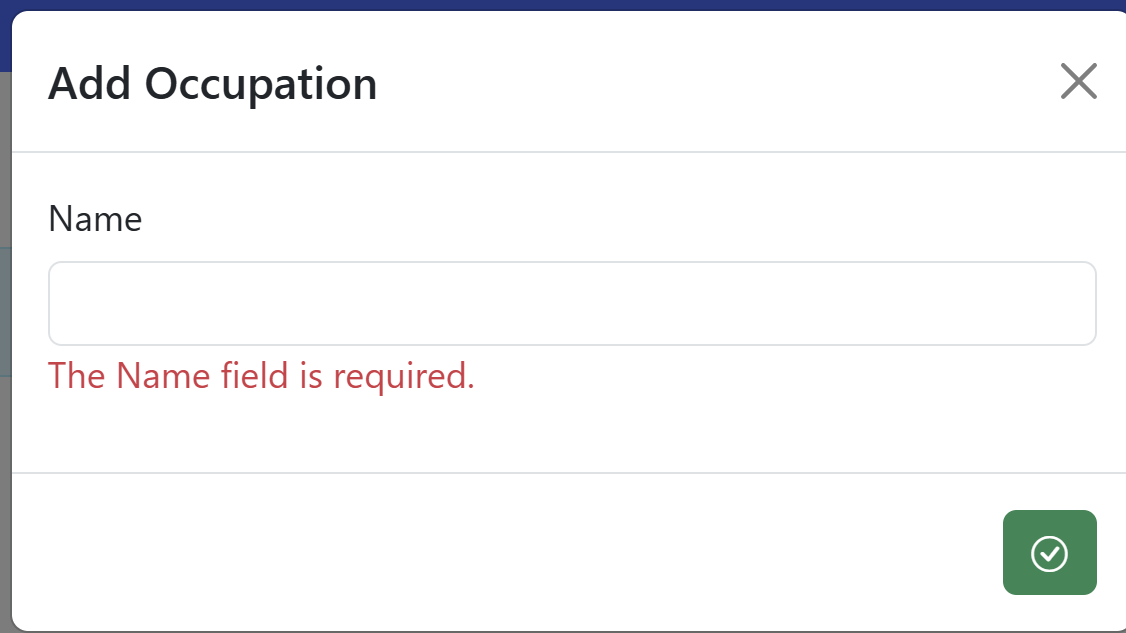 Add Occupation
Name
The Name field is required.